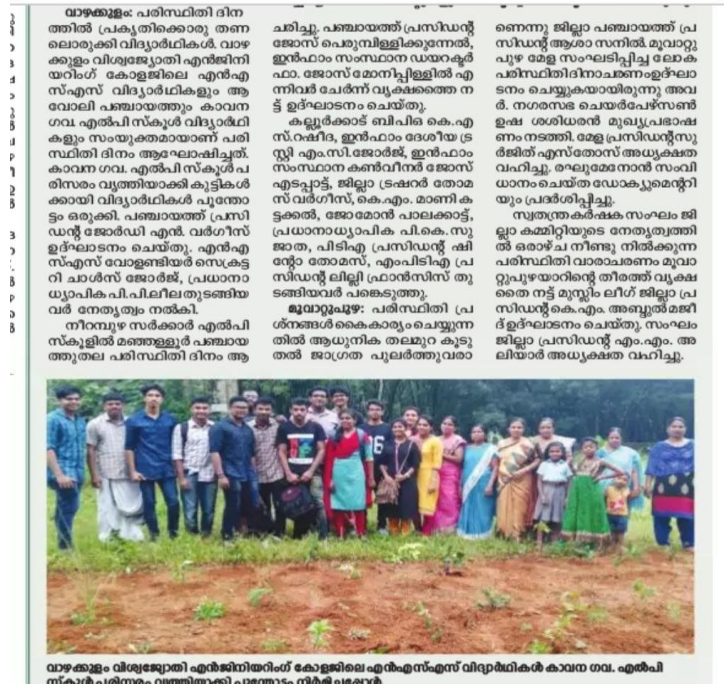 വാഴക്കുളം: പരിസ്ഥിതി ദിന
ത്തിൽ പ്രകൃതിക്കൊരു തണ
ലൊരുക്കി വിദ്യാർഥികൾ. വാഴ
ക്കുളം വിശ്വജ്യോതി എൻജിനി
യറിംഗ് കോളജിലെ എൻഎ
സ്എസ് വിദ്യാർഥികളും ആ
വോലി പഞ്ചായത്തും കാവന
ഗവ. എൽപി സ്കൂൾ വിദ്യാർഥി
കളും സംയുക്തമായാണ് പരി
സ്ഥിതി ദിനം ആഘോഷിച്ചത്.
കാവന ഗവ. എൽപി സ്കൂൾ പ
രിസരം വൃത്തിയാക്കി കുട്ടികൾ
ക്കായി വിദ്യാർഥികൾ പൂന്തോ
ട്ടം ഒരുക്കി. പഞ്ചായത്ത് പ്രസി
ഡന്റ് ജോർഡി എൻ. വർഗീസ്
ഉദ്ഘാടനം ചെയ്തു. എൻഎ
സ്എസ് വോളണ്ടിയർ സെക്രട്ട
റി ചാൾസ് ജോർജ്, പ്രധാനാ
ധ്യാപിക പി.പി.ലീല തുടങ്ങിയ
വർ നേതൃത്വം നൽകി.
നീറമ്പുഴ സർക്കാർ എൽപി
സ്കൂളിൽ മഞ്ഞള്ളൂർ പഞ്ചായ
ത്തുതല പരിസ്ഥിതി ദിനം ആ
ചരിച്ചു. പഞ്ചായത്ത് പ്രസിഡന്റ്
ജോസ് പെരുമ്പിള്ളിക്കുന്നേൽ,
ഇൻഫാം സംസ്ഥാന ഡയറക്ടർ
ഫാ. ജോസ് മോനിപ്പിള്ളിൽ എ
ന്നിവർ ചേർന്ന് വൃക്ഷത്തൈ ന
ട്ട് ഉദ്ഘാടനം ചെയ്തു.
കല്ലൂർക്കാട് ബിപിഒ കെ.എ
സ്.റഷീദ, ഇൻഫാം ദേശീയ ട്ര
സ്റ്റി എം.സി.ജോർജ്, ഇൻഫാം
സംസ്ഥാന കൺവീനർ ജോസ്
എടപ്പാട്ട്, ജില്ലാ ട്രഷറർ തോമ
സ് വർഗീസ്, കെ.എം. മാണി ക
ട്ടക്കൽ, ജോമോൻ പാലക്കാട്ട്,
പ്രധാനാധ്യാപിക പി.കെ.സു
ജാത, പിടിഎ പ്രസിഡന്റ് ഷി
ന്റോ തോമസ്, എംപിടിഎ പ്ര
സിഡന്റ് ലില്ലി ഫ്രാൻസിസ് തു
ടങ്ങിയവർ പങ്കെടുത്തു.
മൂവാറ്റുപുഴ: പരിസ്ഥിതി പ്ര
ശ്നങ്ങൾ കൈകാര്യം ചെയ്യുന്ന
തിൽ ആധുനിക തലമുറ കൂടു
തൽ ജാഗ്രത പുലർത്തുവരാ
ണെന്നു ജില്ലാ പഞ്ചായത്ത് പ്ര
സിഡന്റ് ആശാ സനിൽ. മൂവാറ്റു
പുഴ മേള സംഘടിപ്പിച്ച ലോക
പരിസ്ഥിതിദിനാചരണം ഉദ്ഘാ
ടനം ചെയ്യുകയായിരുന്നു അവ
ർ. നഗരസഭ ചെയർപേഴ്സൺ
ഉഷ ശശിധരൻ മുഖ്യപ്രഭാഷ
ണം നടത്തി. മേള പ്രസിഡന്റ് സു
ർജിത് എസ്തോസ് അധ്യക്ഷത
വഹിച്ചു. രഘുമേനോൻ സംവി
ധാനം ചെയ്ത ഡോക്യുമെന്ററി
യും പ്രദർശിപ്പിച്ചു.
സ്വതന്ത്രകർഷക സംഘം ജി
ല്ലാ കമ്മിറ്റിയുടെ നേതൃത്വത്തി
ൽ ഒരാഴ്ച നീണ്ടു നിൽക്കുന്ന
പരിസ്ഥിതി വാരാചരണം മൂവാ
റ്റുപുഴയാറിന്റെ തീരത്ത് വൃക്ഷ
തൈ നട്ട് മുസ്ലിം ലീഗ് ജില്ലാ പ്ര
സിഡന്റ് കെ.എം. അബ്ദുൽ മജീ
ദ് ഉദ്ഘാടനം ചെയ്തു. സംഘം
ജില്ലാ പ്രസിഡന്റ് എം.എം. അ
ലിയാർ അധ്യക്ഷത വഹിച്ചു.
വാഴക്കുളം വിശ്വജ്യോതി എൻജിനിയറിംഗ് കോളജിലെ എൻഎസ്എസ് വിദ്യാർഥികൾ കാവന ഗവ. എൽപി
സ്കൂൾ പരിസരം വൃത്തിയാക്കി പൂന്തോട്ടം നിർമിച്ചപ്പോൾ.